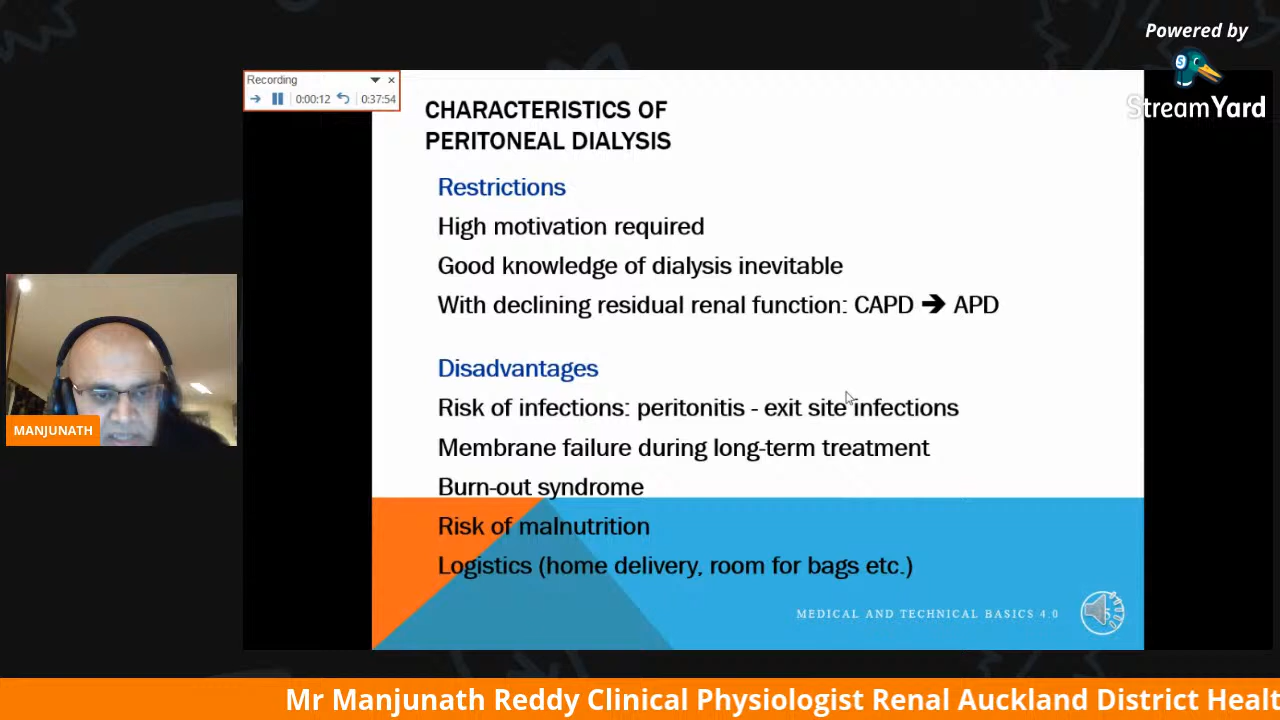 Powered by
StreamYard
Recording
0:00:12 0:37:54
CHARACTERISTICS OF
PERITONEAL DIALYSIS
Restrictions
High motivation required
Good knowledge of dialysis inevitable
With declining residual renal function: CAPD ➔ APD
Disadvantages
Risk of infections: peritonitis - exit site infections
Membrane failure during long-term treatment
Burn-out syndrome
Risk of malnutrition
Logistics (home delivery, room for bags etc.)
MEDICAL AND TECHNICAL BASICS 4.0
MANJUNATH
Mr Manjunath Reddy Clinical Physiologist Renal Auckland District Healt